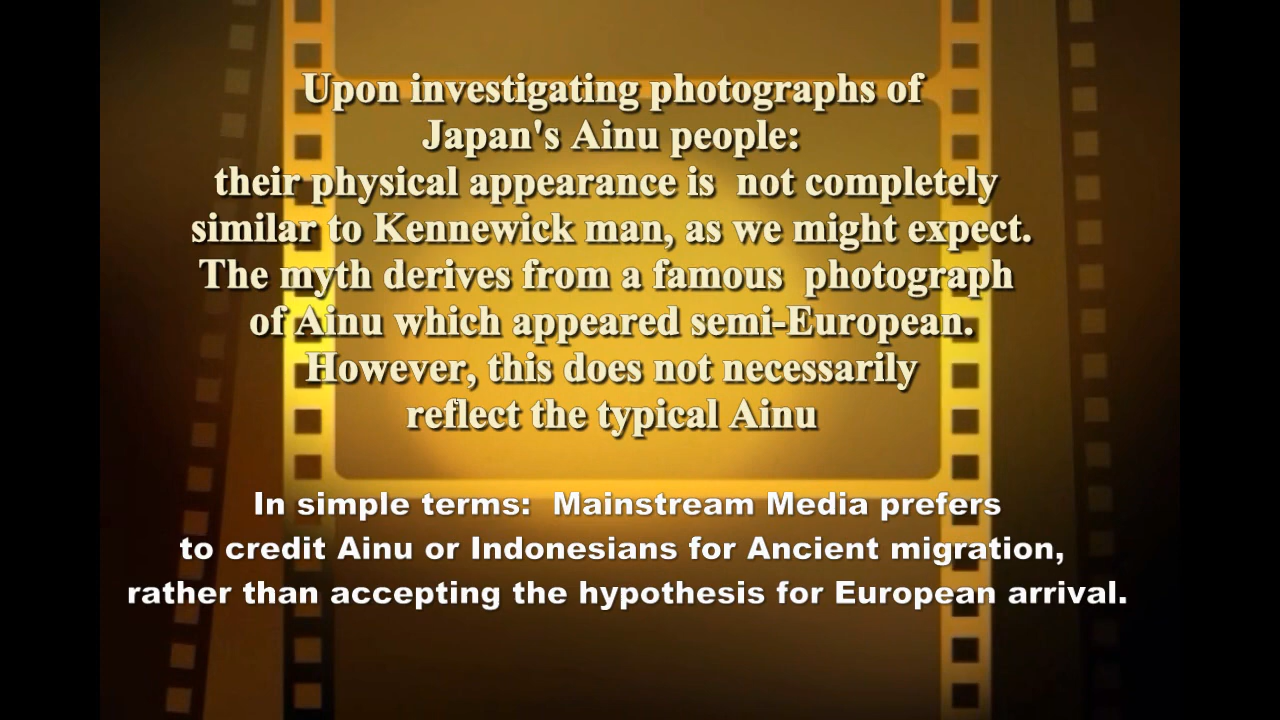 Upon investigating photographs of
Japan's Ainu people:
their physical appearance is  not completely
similar to Kennewick man, as we might expect.
The myth derives from a famous  photograph
of Ainu which appeared semi-European.
However, this does not necessarily
reflect the typical Ainu
In simple terms:  Mainstream Media prefers
to credit Ainu or Indonesians for Ancient migration,
rather than accepting the hypothesis for European arrival.